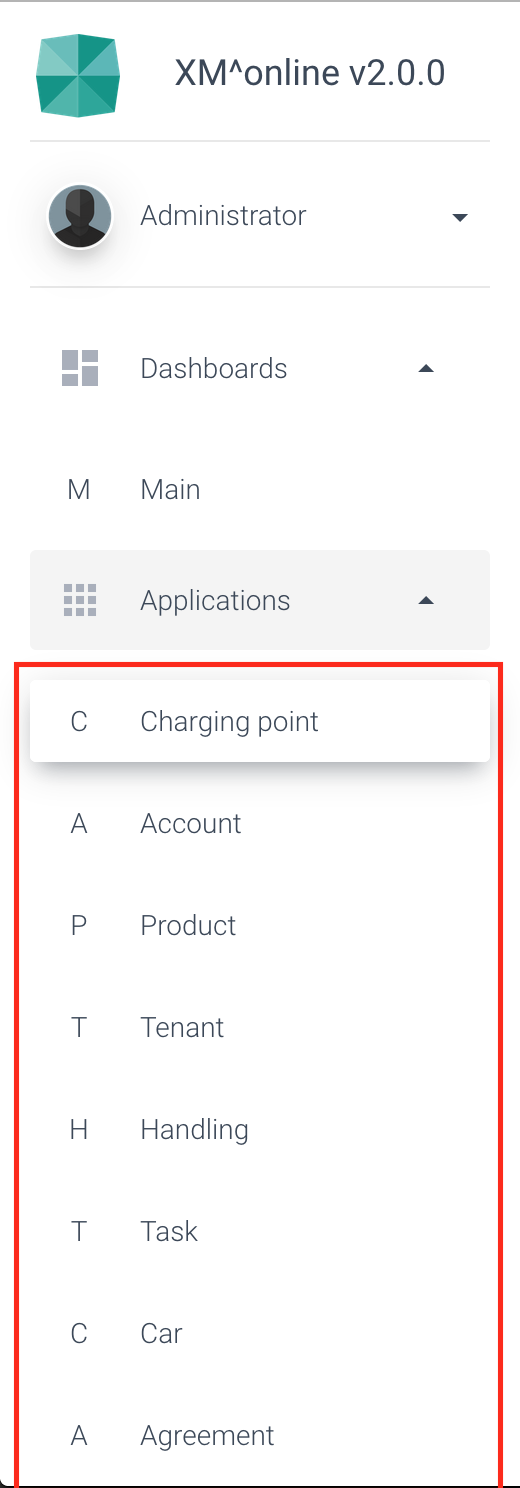 XM^online v2.0.0
Administrator
Dashboards
M Main
Applications
C Charging point
A Account
P Product
T Tenant
H Handling
T Task
C Car
A Agreement